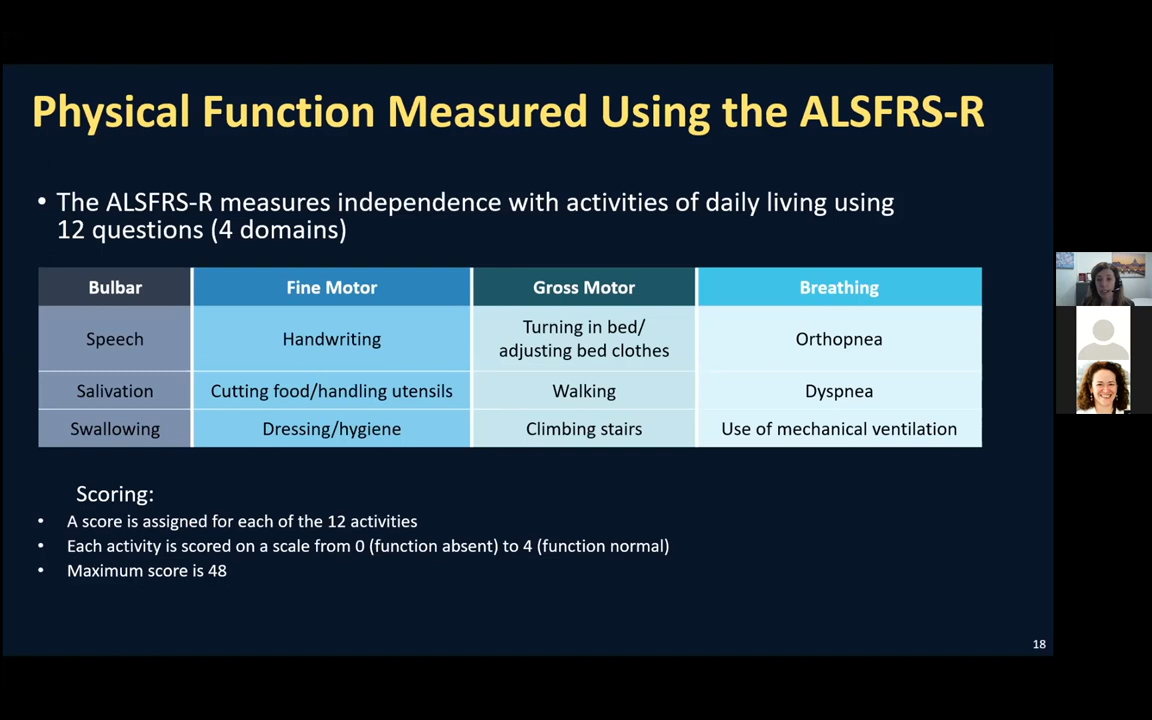 Physical Function Measured Using the ALSFRS-R
• The ALSFRS-R measures independence with activities of daily living using
12 questions (4 domains)
Bulbar Fine Motor Gross Motor Breathing
Speech Handwriting Turning in bed/ adjusting bed clothes Orthopnea
Salivation Cutting food/handling utensils Walking Dyspnea
Swallowing Dressing/hygiene Climbing stairs Use of mechanical ventilation
Scoring:
• A score is assigned for each of the 12 activities
• Each activity is scored on a scale from 0 (function absent) to 4 (function normal)
• Maximum score is 48
18